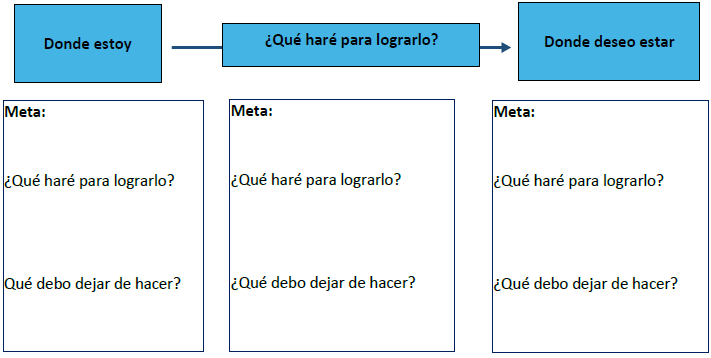 Donde estoy
¿Qué haré para lograrlo?
Donde deseo estar
Meta:
¿Qué haré para lograrlo?
Qué debo dejar de hacer?
Meta:
¿Qué haré para lograrlo?
¿Qué debo dejar de hacer?
Meta:
¿Qué haré para lograrlo?
¿Qué debo dejar de hacer?